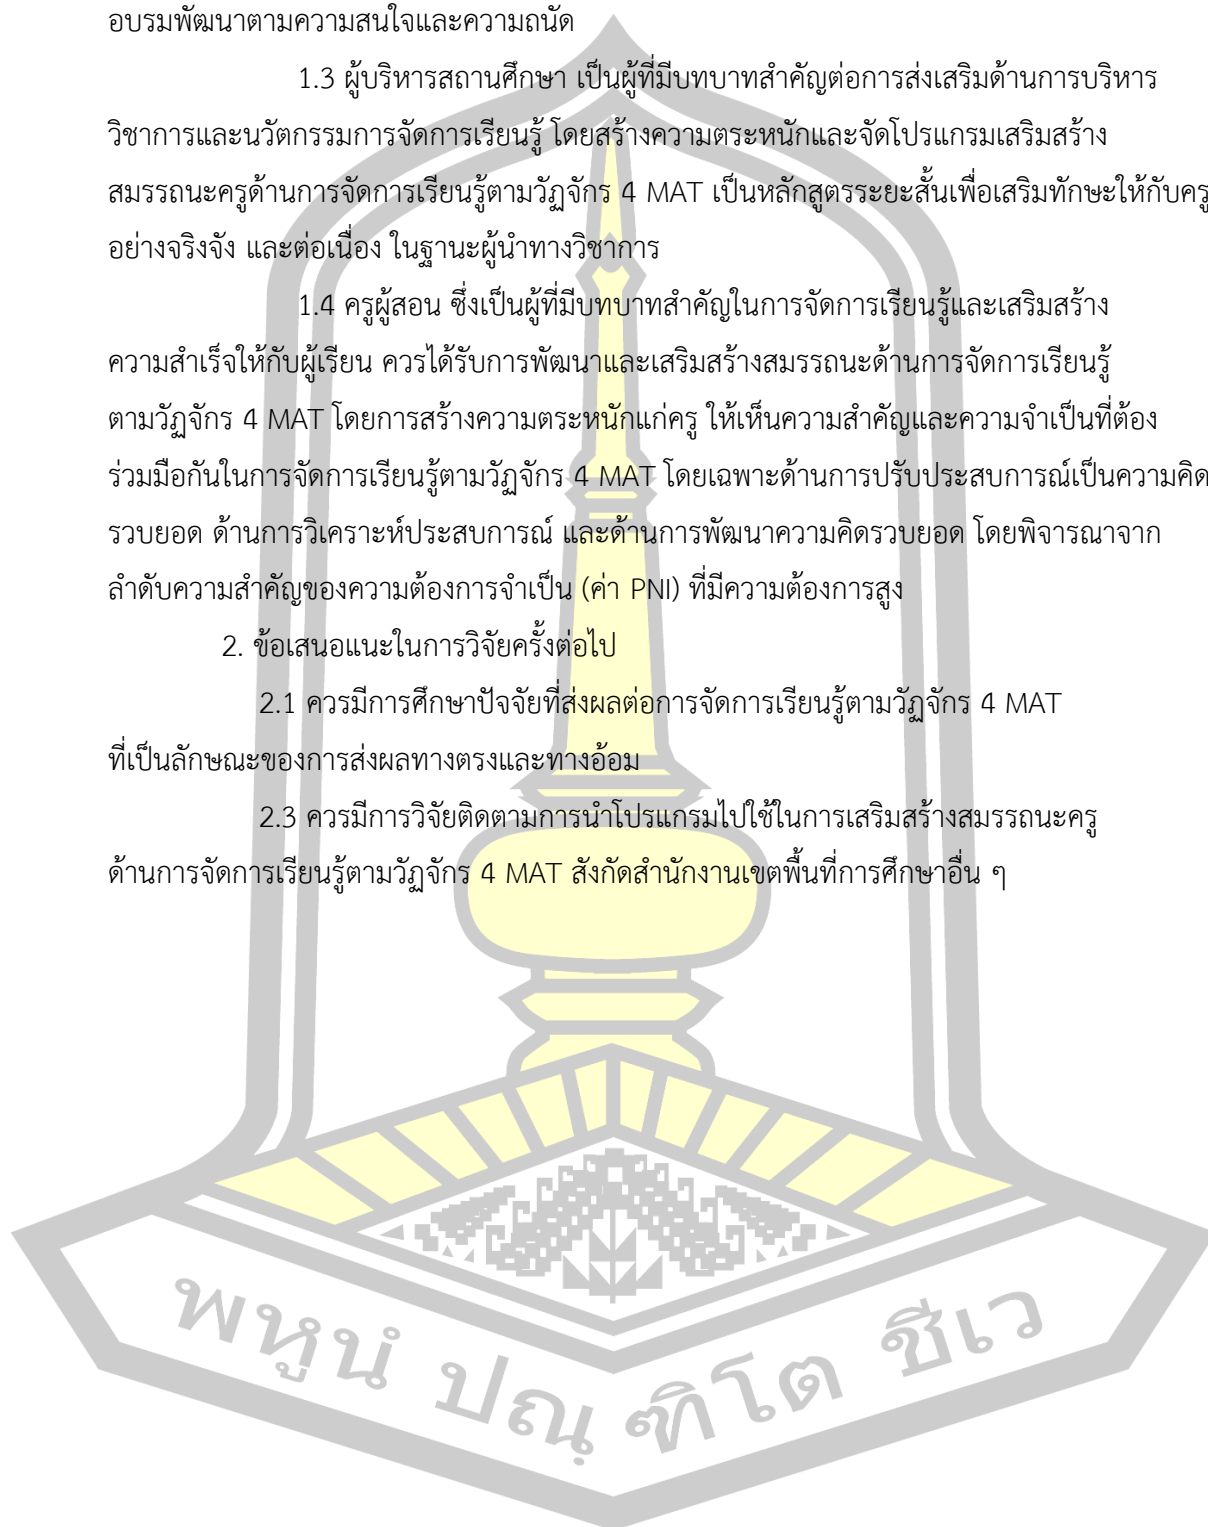 อบรมพัฒนาตามความสนใจและความถนัด
1.3 ผู้บริหารสถานศึกษา เป็นผู้ที่มีบทบาทสำคัญต่อการส่งเสริมด้านการบริหาร
วิชาการและนวัตกรรมการจัดการเรียนรู้ โดยสร้างความตระหนักและจัดโปรแกรมเสริมสร้าง
สมรรถนะครูด้านการจัดการเรียนรู้ตามวัฏจักร 4 MAT เป็นหลักสูตรระยะสั้นเพื่อเสริมทักษะให้กับครู
อย่างจริงจัง และต่อเนื่อง ในฐานะผู้นำทางวิชาการ
1.4 ครูผู้สอน ซึ่งเป็นผู้ที่มีบทบาทสำคัญในการจัดการเรียนรู้และเสริมสร้าง
ความสำเร็จให้กับผู้เรียน ควรได้รับการพัฒนาและเสริมสร้างสมรรถนะด้านการจัดการเรียนรู้
ตามวัฏจักร 4 MAT โดยการสร้างความตระหนักแก่ครู ให้เห็นความสำคัญและความจำเป็นที่ต้อง
ร่วมมือกันในการจัดการเรียนรู้ตามวัฏจักร 4 MAT โดยเฉพาะด้านการปรับประสบการณ์เป็นความคิด
รวบยอด ด้านการวิเคราะห์ประสบการณ์ และด้านการพัฒนาความคิดรวบยอด โดยพิจารณาจาก
ลำดับความสำคัญของความต้องการจำเป็น (ค่า PNI) ที่มีความต้องการสูง
2. ข้อเสนอแนะในการวิจัยครั้งต่อไป
2.1 ควรมีการศึกษาปัจจัยที่ส่งผลต่อการจัดการเรียนรู้ตามวัฏจักร 4 MAT
ที่เป็นลักษณะของการส่งผลทางตรงและทางอ้อม
2.3 ควรมีการวิจัยติดตามการนำโปรแกรมไปใช้ในการเสริมสร้างสมรรถนะครู
ด้านการจัดการเรียนรู้ตามวัฏจักร 4 MAT สังกัดสำนักงานเขตพื้นที่การศึกษาอื่น ๆ
พหูนํ ปณฺฑิโต ชีเว